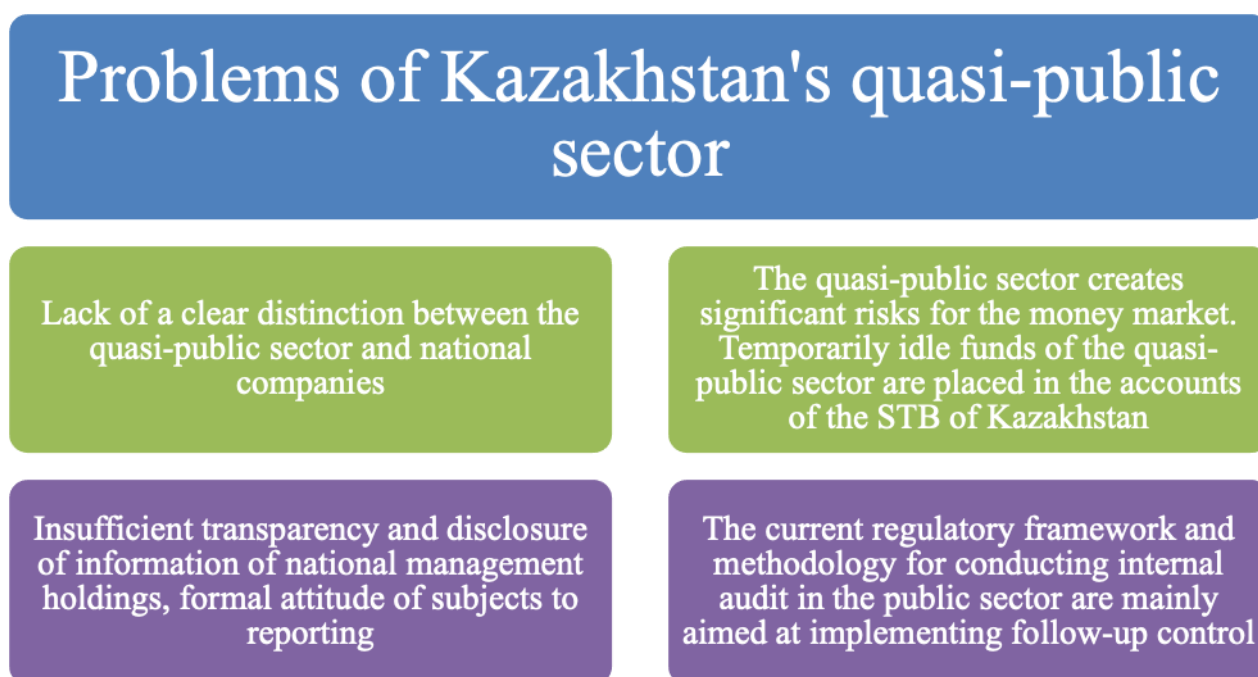 Problems of Kazakhstan's quasi-public
sector
Lack of a clear distinction between the
quasi-public sector and national
companies
The quasi-public sector creates
significant risks for the money market.
Temporarily idle funds of the quasi-
public sector are placed in the accounts
of the STB of Kazakhstan
Insufficient transparency and disclosure
of information of national management
holdings, formal attitude of subjects to
reporting
The current regulatory framework and
methodology for conducting internal
audit in the public sector are mainly
aimed at implementing follow-up control